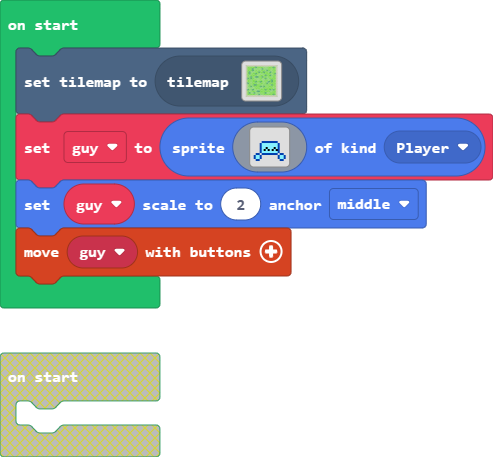 on start
set tilemap to tilemap
set guy to sprite of kind Player
set guy scale to 2 anchor middle
move guy with buttons
on start